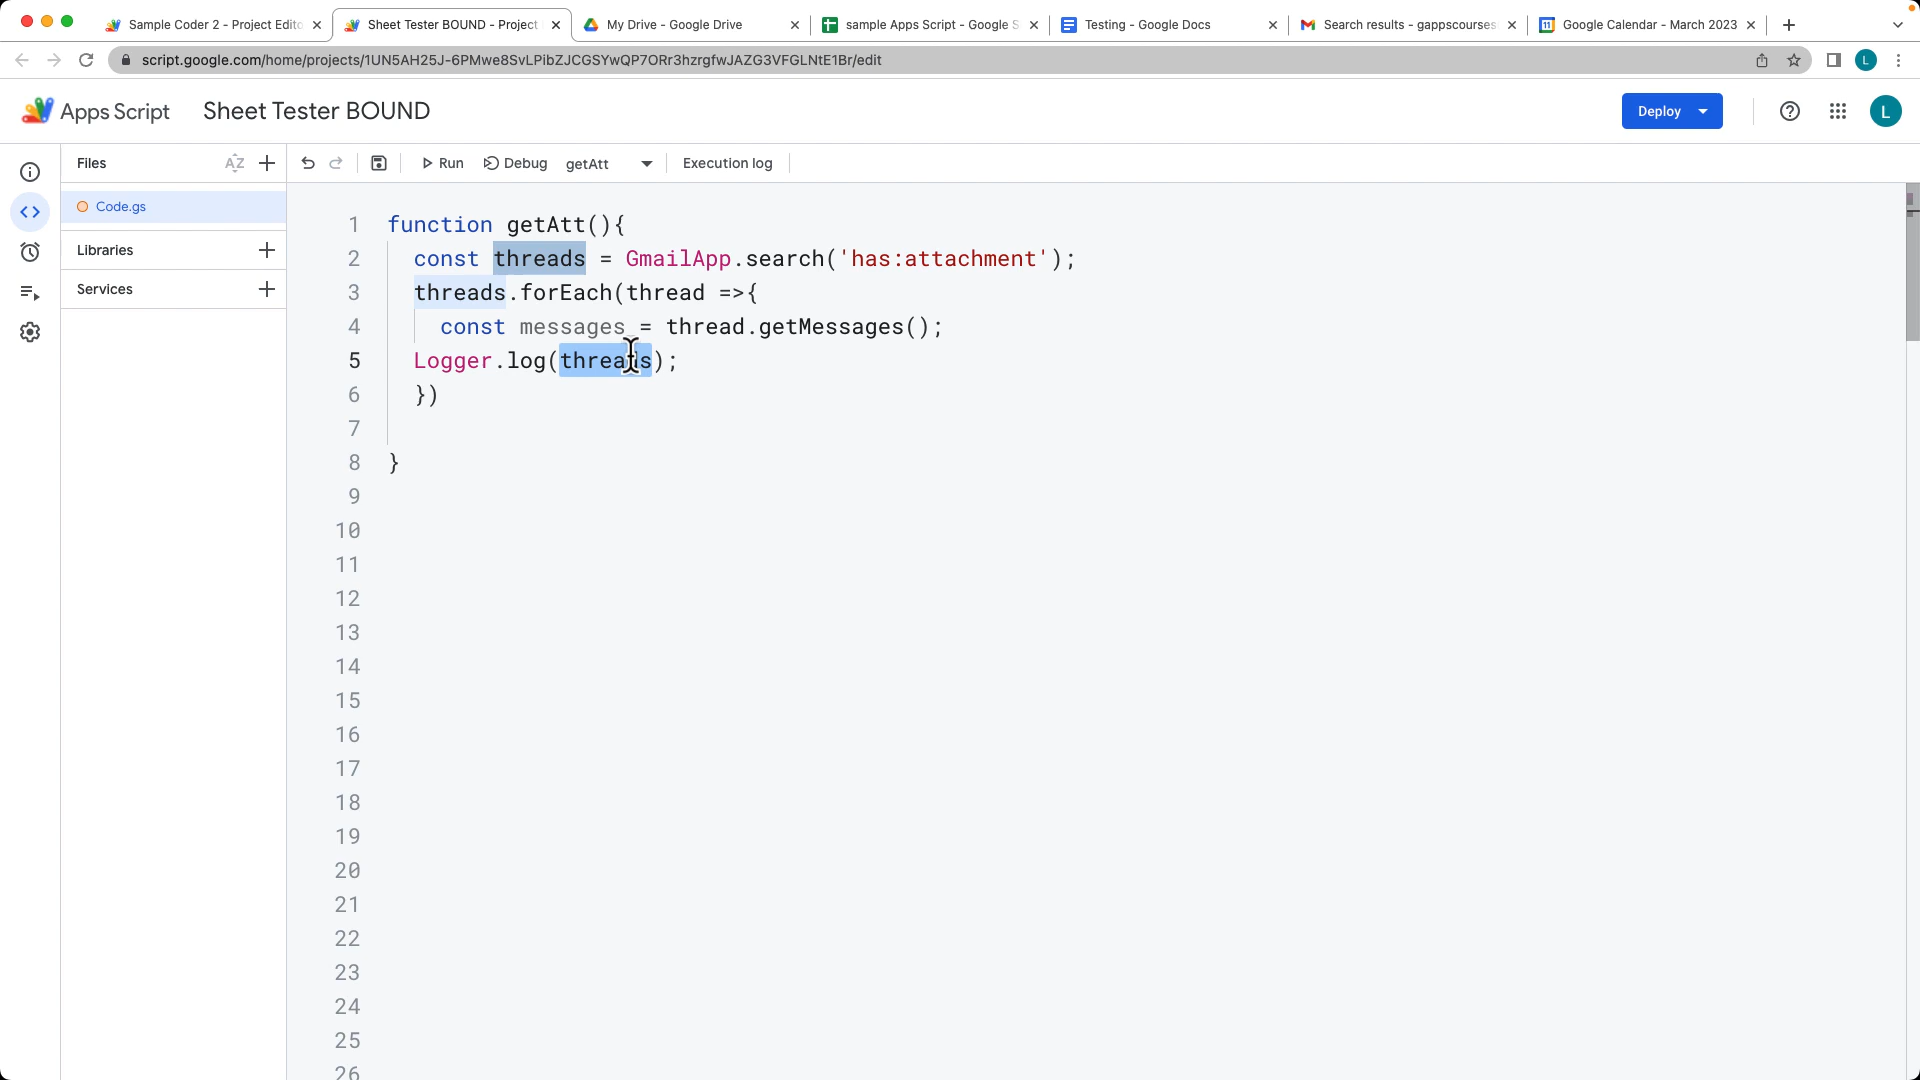 Sample Coder 2 - Project Edito
Sheet Tester BOUND - Project
My Drive - Google Drive
sample Apps Script - Google S
Testing - Google Docs
Search results - gappscourses
Google Calendar - March 2023
script.google.com/home/projects/1UN5AH25J-6PMwe8SvLPibZJCGSYwQP7ORr3hzrgfwJAZG3VFGLNtE1Br/edit
L
Apps Script
Sheet Tester BOUND
Deploy
L
Files
AZ
Run
Debug
getAtt
Execution log
Code.gs
Libraries
Services
1 function getAtt(){
2 const threads = GmailApp.search('has:attachment');
3 threads.forEach(thread =>{
4 const messages = thread.getMessages();
5 Logger.log(threads);
6 })
7
8 }
9
10
11
12
13
14
15
16
17
18
19
20
21
22
23
24
25
26